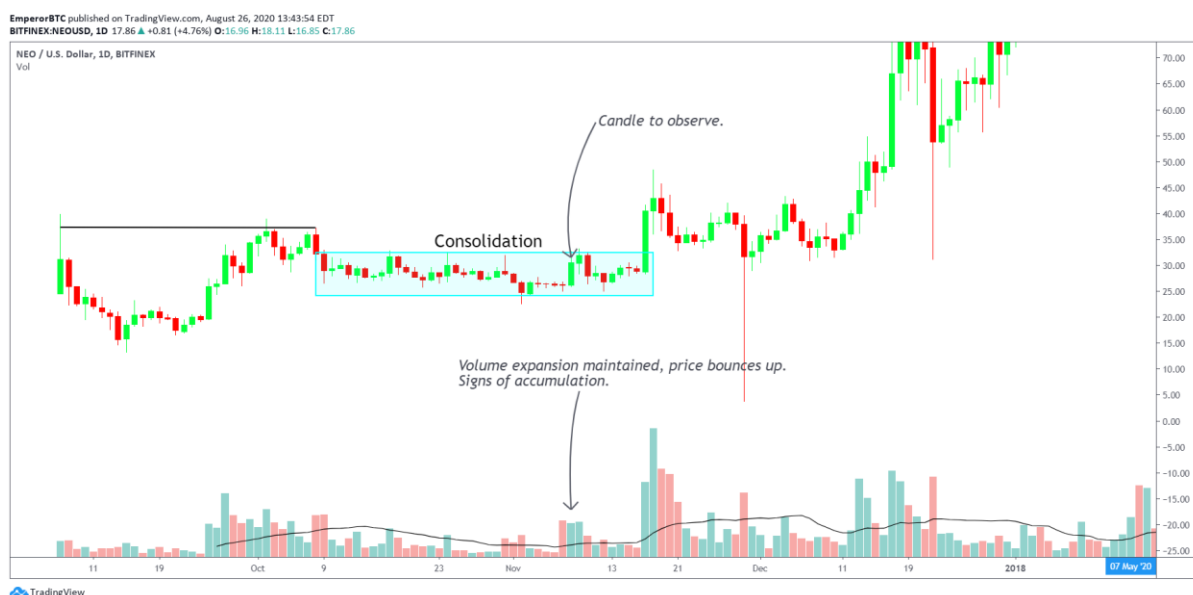 EmperorBTC published on TradingView.com, August 26, 2020 13:43:54 EDT
BITFINEX:NEOUSD, 1D 17.86 ▲ +0.81 (+4.76%) O:16.96 H:18.11 L:16.85 C:17.86
NEO / U.S. Dollar, 1D, BITFINEX
Vol
Candle to observe.
Consolidation
Volume expansion maintained, price bounces up.
Signs of accumulation.
70.00
65.00
60.00
55.00
50.00
45.00
40.00
35.00
30.00
25.00
20.00
15.00
10.00
5.00
0.00
−5.00
−10.00
−15.00
−20.00
−25.00
11 19 Oct 9 23 Nov 13 21 Dec 11 19 2018 07 May '20
TradingView